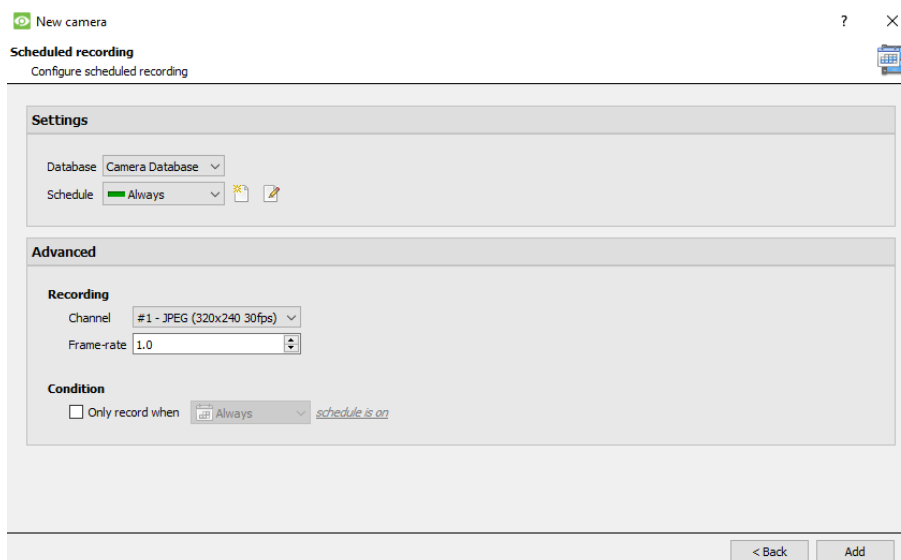 New camera ?
Scheduled recording
Configure scheduled recording
Settings
Database Camera Database
Schedule Always
Advanced
Recording
Channel #1 - JPEG (320x240 30fps)
Frame-rate 1.0
Condition
Only record when Always schedule is on
< Back Add